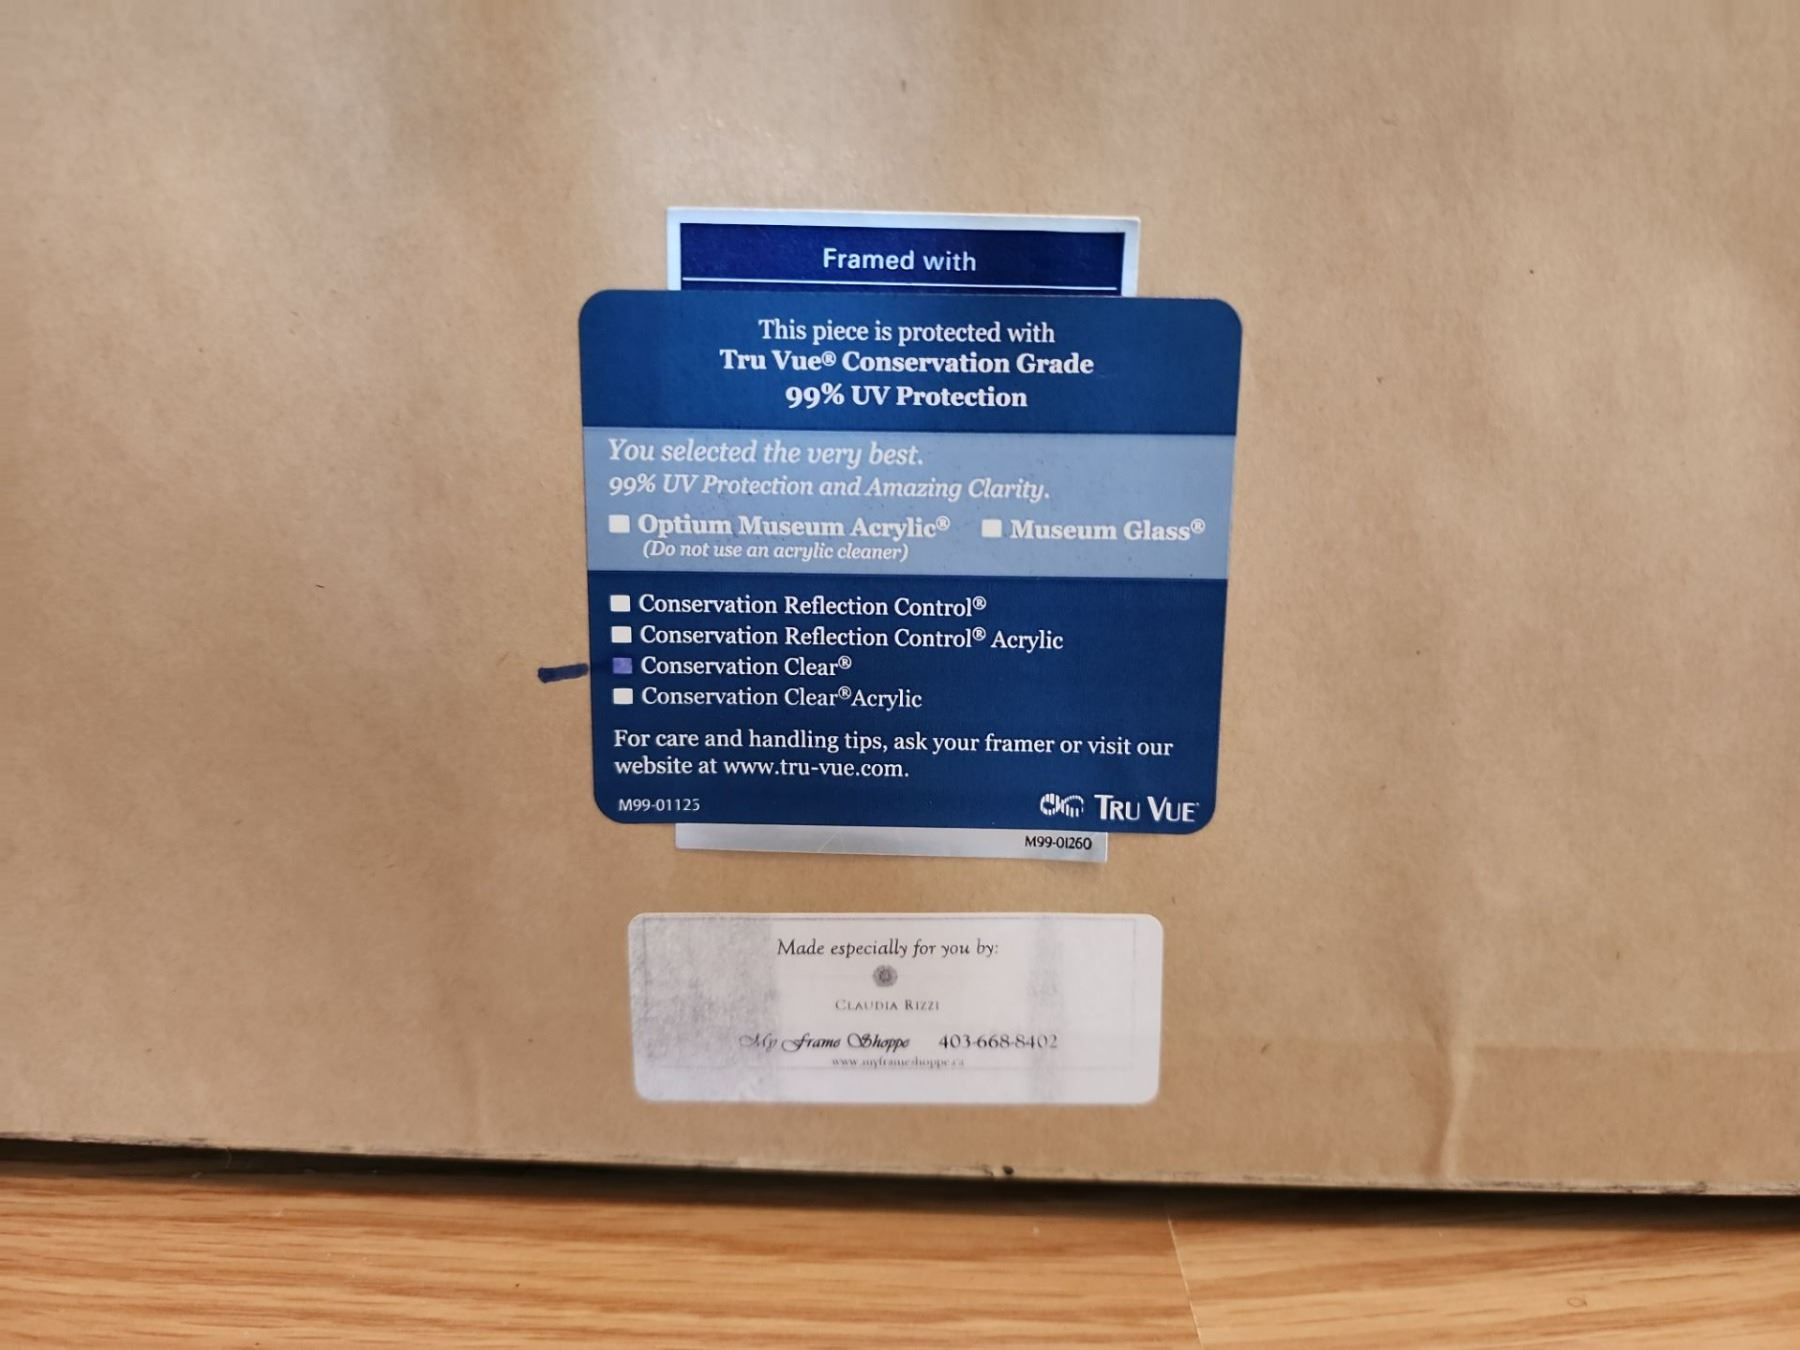 Framed with
This piece is protected with
Tru Vue® Conservation Grade
99% UV Protection
You selected the very best.
99% UV Protection and Amazing Clarity.
Optium Museum Acrylic® Museum Glass®
(Do not use an acrylic cleaner)
Conservation Reflection Control®
Conservation Reflection Control® Acrylic
Conservation Clear®
Conservation Clear® Acrylic
For care and handling tips, ask your framer or visit our
website at www.tru-vue.com.
M99-01125 TRU VUE
M99-01260
Made especially for you by:
CLAUDIA RIZZI
My Frame Shoppe 403-668-8402
www.myframeshoppe.ca